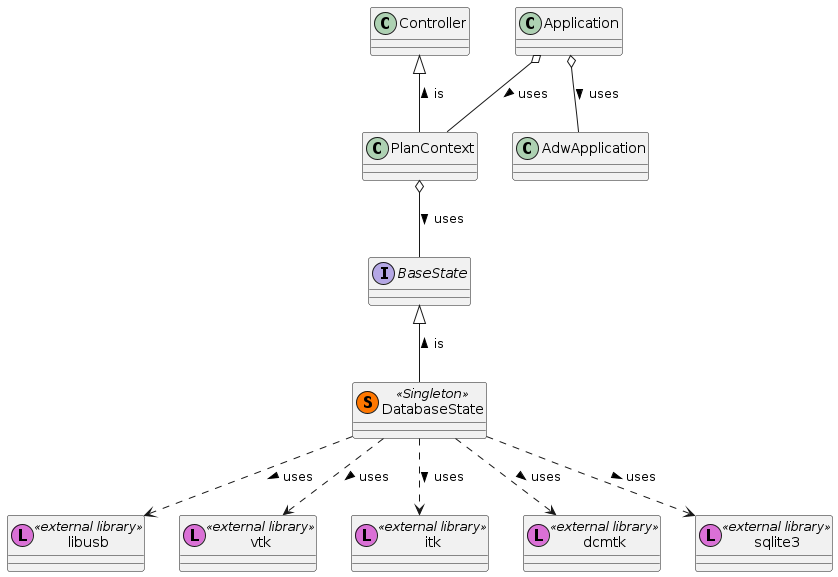 C Controller
C Application
is
uses
uses
C PlanContext
C AdwApplication
uses
I BaseState
is
«Singleton»
S DatabaseState
uses
uses
uses
uses
uses
«external library»
L libusb
«external library»
L vtk
«external library»
L itk
«external library»
L dcmtk
«external library»
L sqlite3